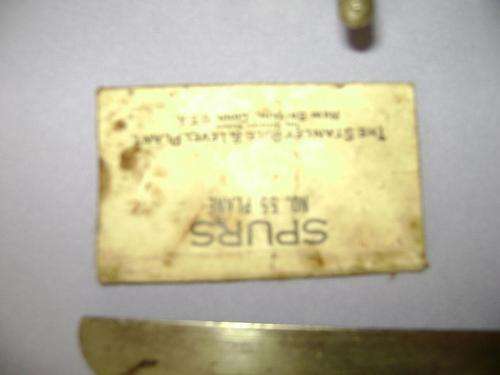 SPURS
NO. 55 PLANE
THE STANLEY RULE & LEVEL PLANT
NEW BRITAIN, CONN. U.S.A.